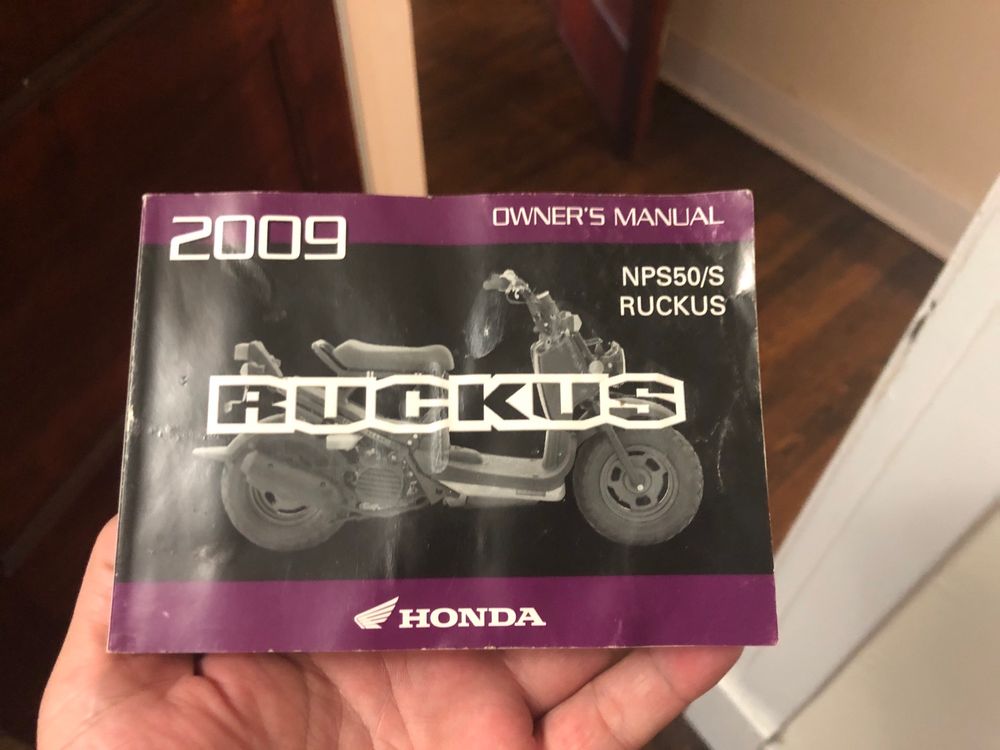 2009
OWNER'S MANUAL
NPS50/S
RUCKUS
RUCKUS
HONDA